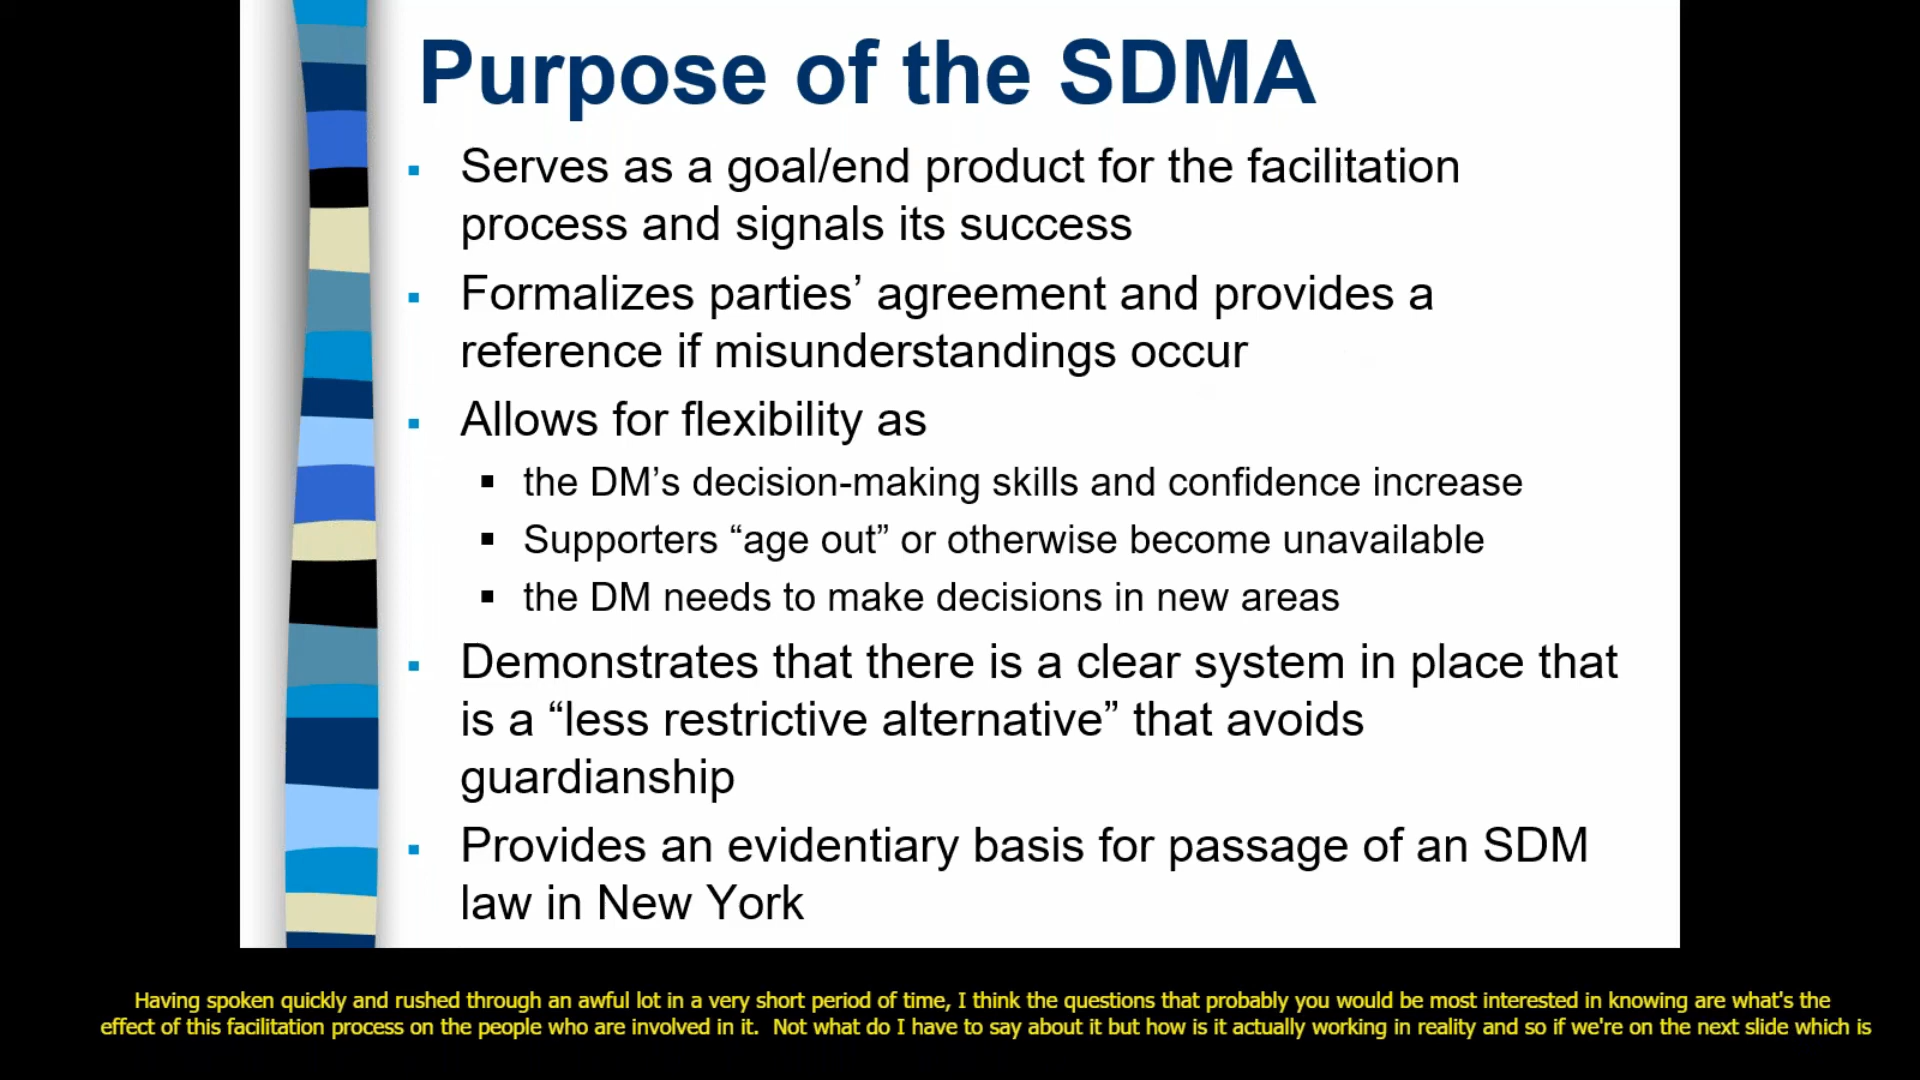 Purpose of the SDMA
▪ Serves as a goal/end product for the facilitation
process and signals its success
▪ Formalizes parties’ agreement and provides a
reference if misunderstandings occur
▪ Allows for flexibility as
▪ the DM’s decision-making skills and confidence increase
▪ Supporters “age out” or otherwise become unavailable
▪ the DM needs to make decisions in new areas
▪ Demonstrates that there is a clear system in place that
is a “less restrictive alternative” that avoids
guardianship
▪ Provides an evidentiary basis for passage of an SDM
law in New York
Having spoken quickly and rushed through an awful lot in a very short period of time, I think the questions that probably you would be most interested in knowing are what's the
effect of this facilitation process on the people who are involved in it.  Not what do I have to say about it but how is it actually working in reality and so if we're on the next slide which is